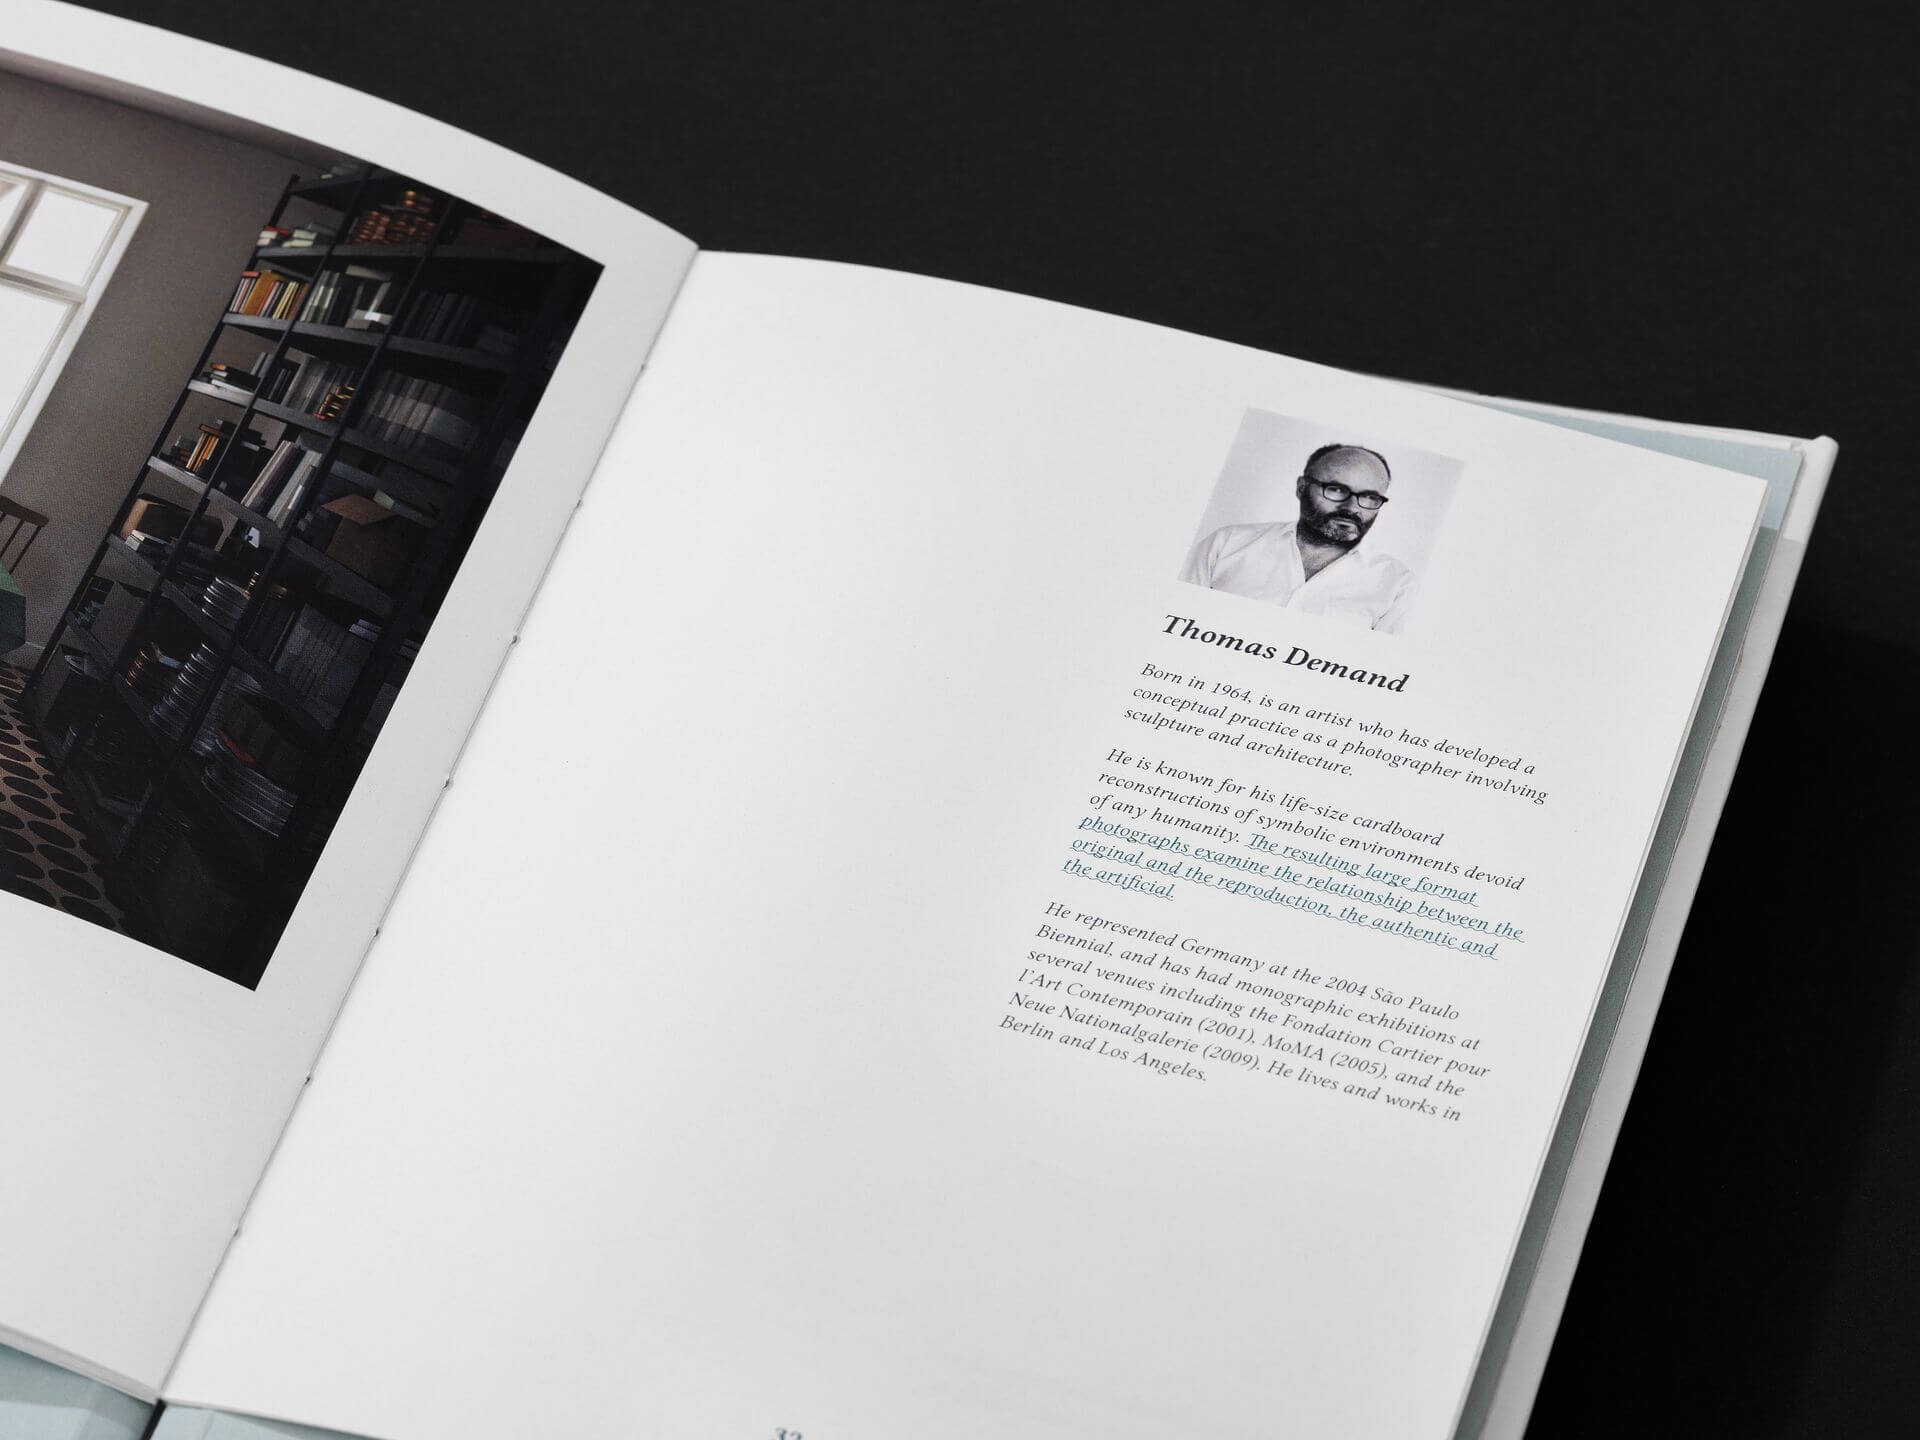 Thomas Demand
Born in 1964, is an artist who has developed a
conceptual practice as a photographer involving
sculpture and architecture.
He is known for his life-size cardboard
reconstructions of symbolic environments devoid
of any humanity. The resulting large format
photographs examine the relationship between the
original and the reproduction, the authentic and
the artificial.
He represented Germany at the 2004 São Paulo
Biennial, and has had monographic exhibitions at
several venues including the Fondation Cartier pour
l'Art Contemporain (2001), MoMA (2005), and the
Neue Nationalgalerie (2009). He lives and works in
Berlin and Los Angeles.
32